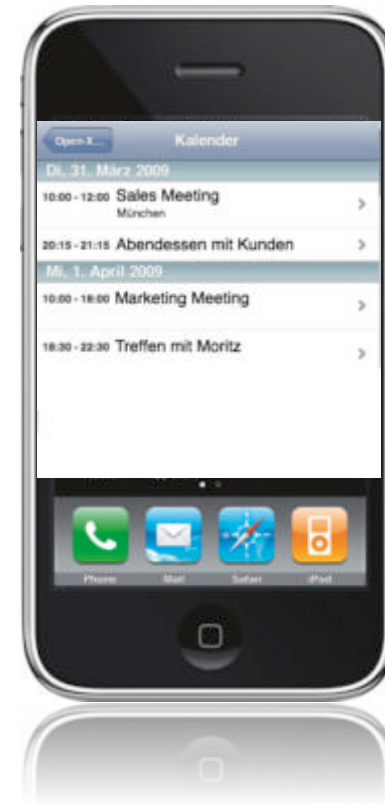 Open-X...
Kalender
Di, 31. März 2009
10:00 - 12:00 Sales Meeting
München
20:15 - 21:15 Abendessen mit Kunden
Mi, 1. April 2009
10:00 - 18:00 Marketing Meeting
18:30 - 22:30 Treffen mit Moritz
Phone Mail Safari iPod